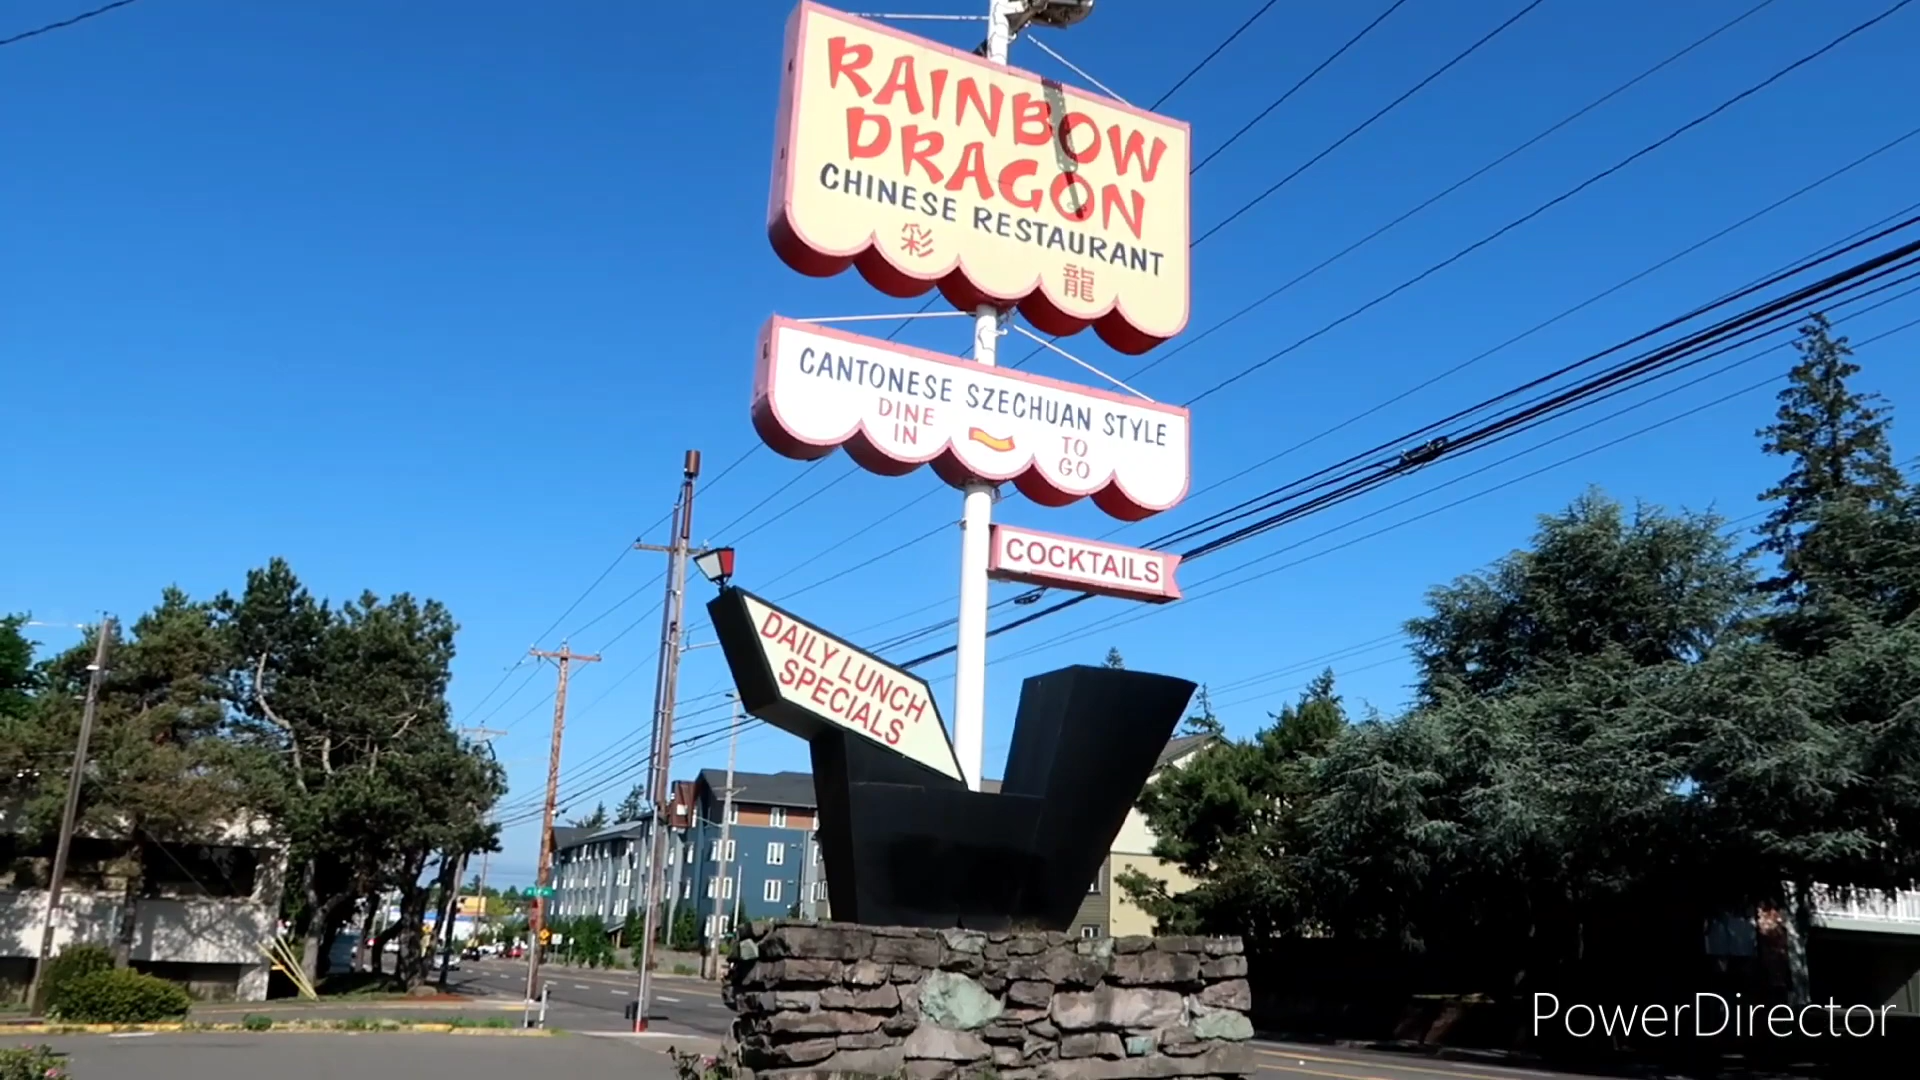 RAINBOW
DRAGON
CHINESE RESTAURANT
彩 龍
CANTONESE SZECHUAN STYLE
DINE
IN
TO
GO
COCKTAILS
DAILY LUNCH
SPECIALS
PowerDirector